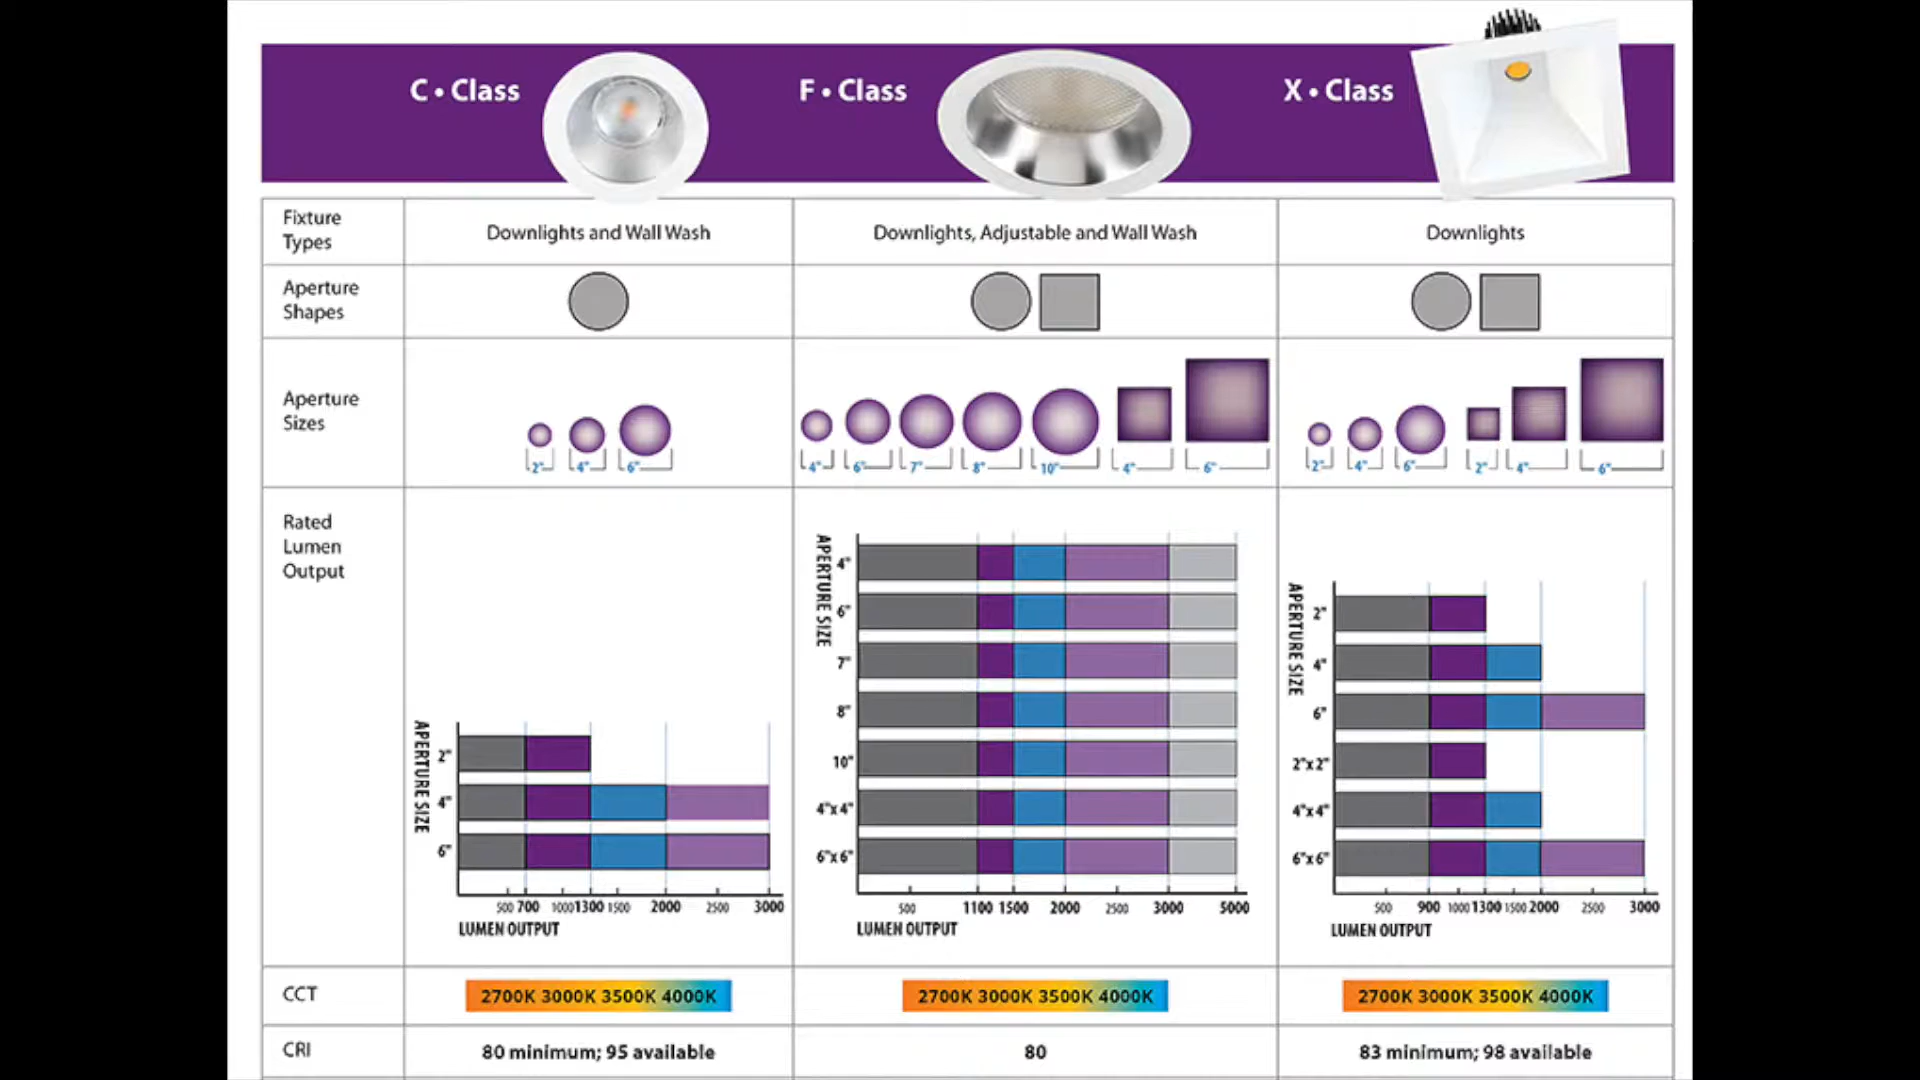 C • Class
F • Class
X • Class
Fixture
Types
Downlights and Wall Wash
Downlights, Adjustable and Wall Wash
Downlights
Aperture
Shapes
Aperture
Sizes
2" 4" 6"
4" 6" 7" 8" 10" 4" 6"
2" 4" 6" 2" 4" 6"
Rated
Lumen
Output
APERTURE SIZE
2"
4"
6"
500 700 1000 1300 1500 2000 2500 3000
LUMEN OUTPUT
APERTURE SIZE
4"
6"
7"
8"
10"
4"x 4"
6"x 6"
500 1100 1500 2000 2500 3000 5000
LUMEN OUTPUT
APERTURE SIZE
2"
4"
6"
2"x 2"
4"x 4"
6"x 6"
500 900 1000 1300 1500 2000 2500 3000
LUMEN OUTPUT
CCT
2700K 3000K 3500K 4000K
2700K 3000K 3500K 4000K
2700K 3000K 3500K 4000K
CRI
80 minimum; 95 available
80
83 minimum; 98 available